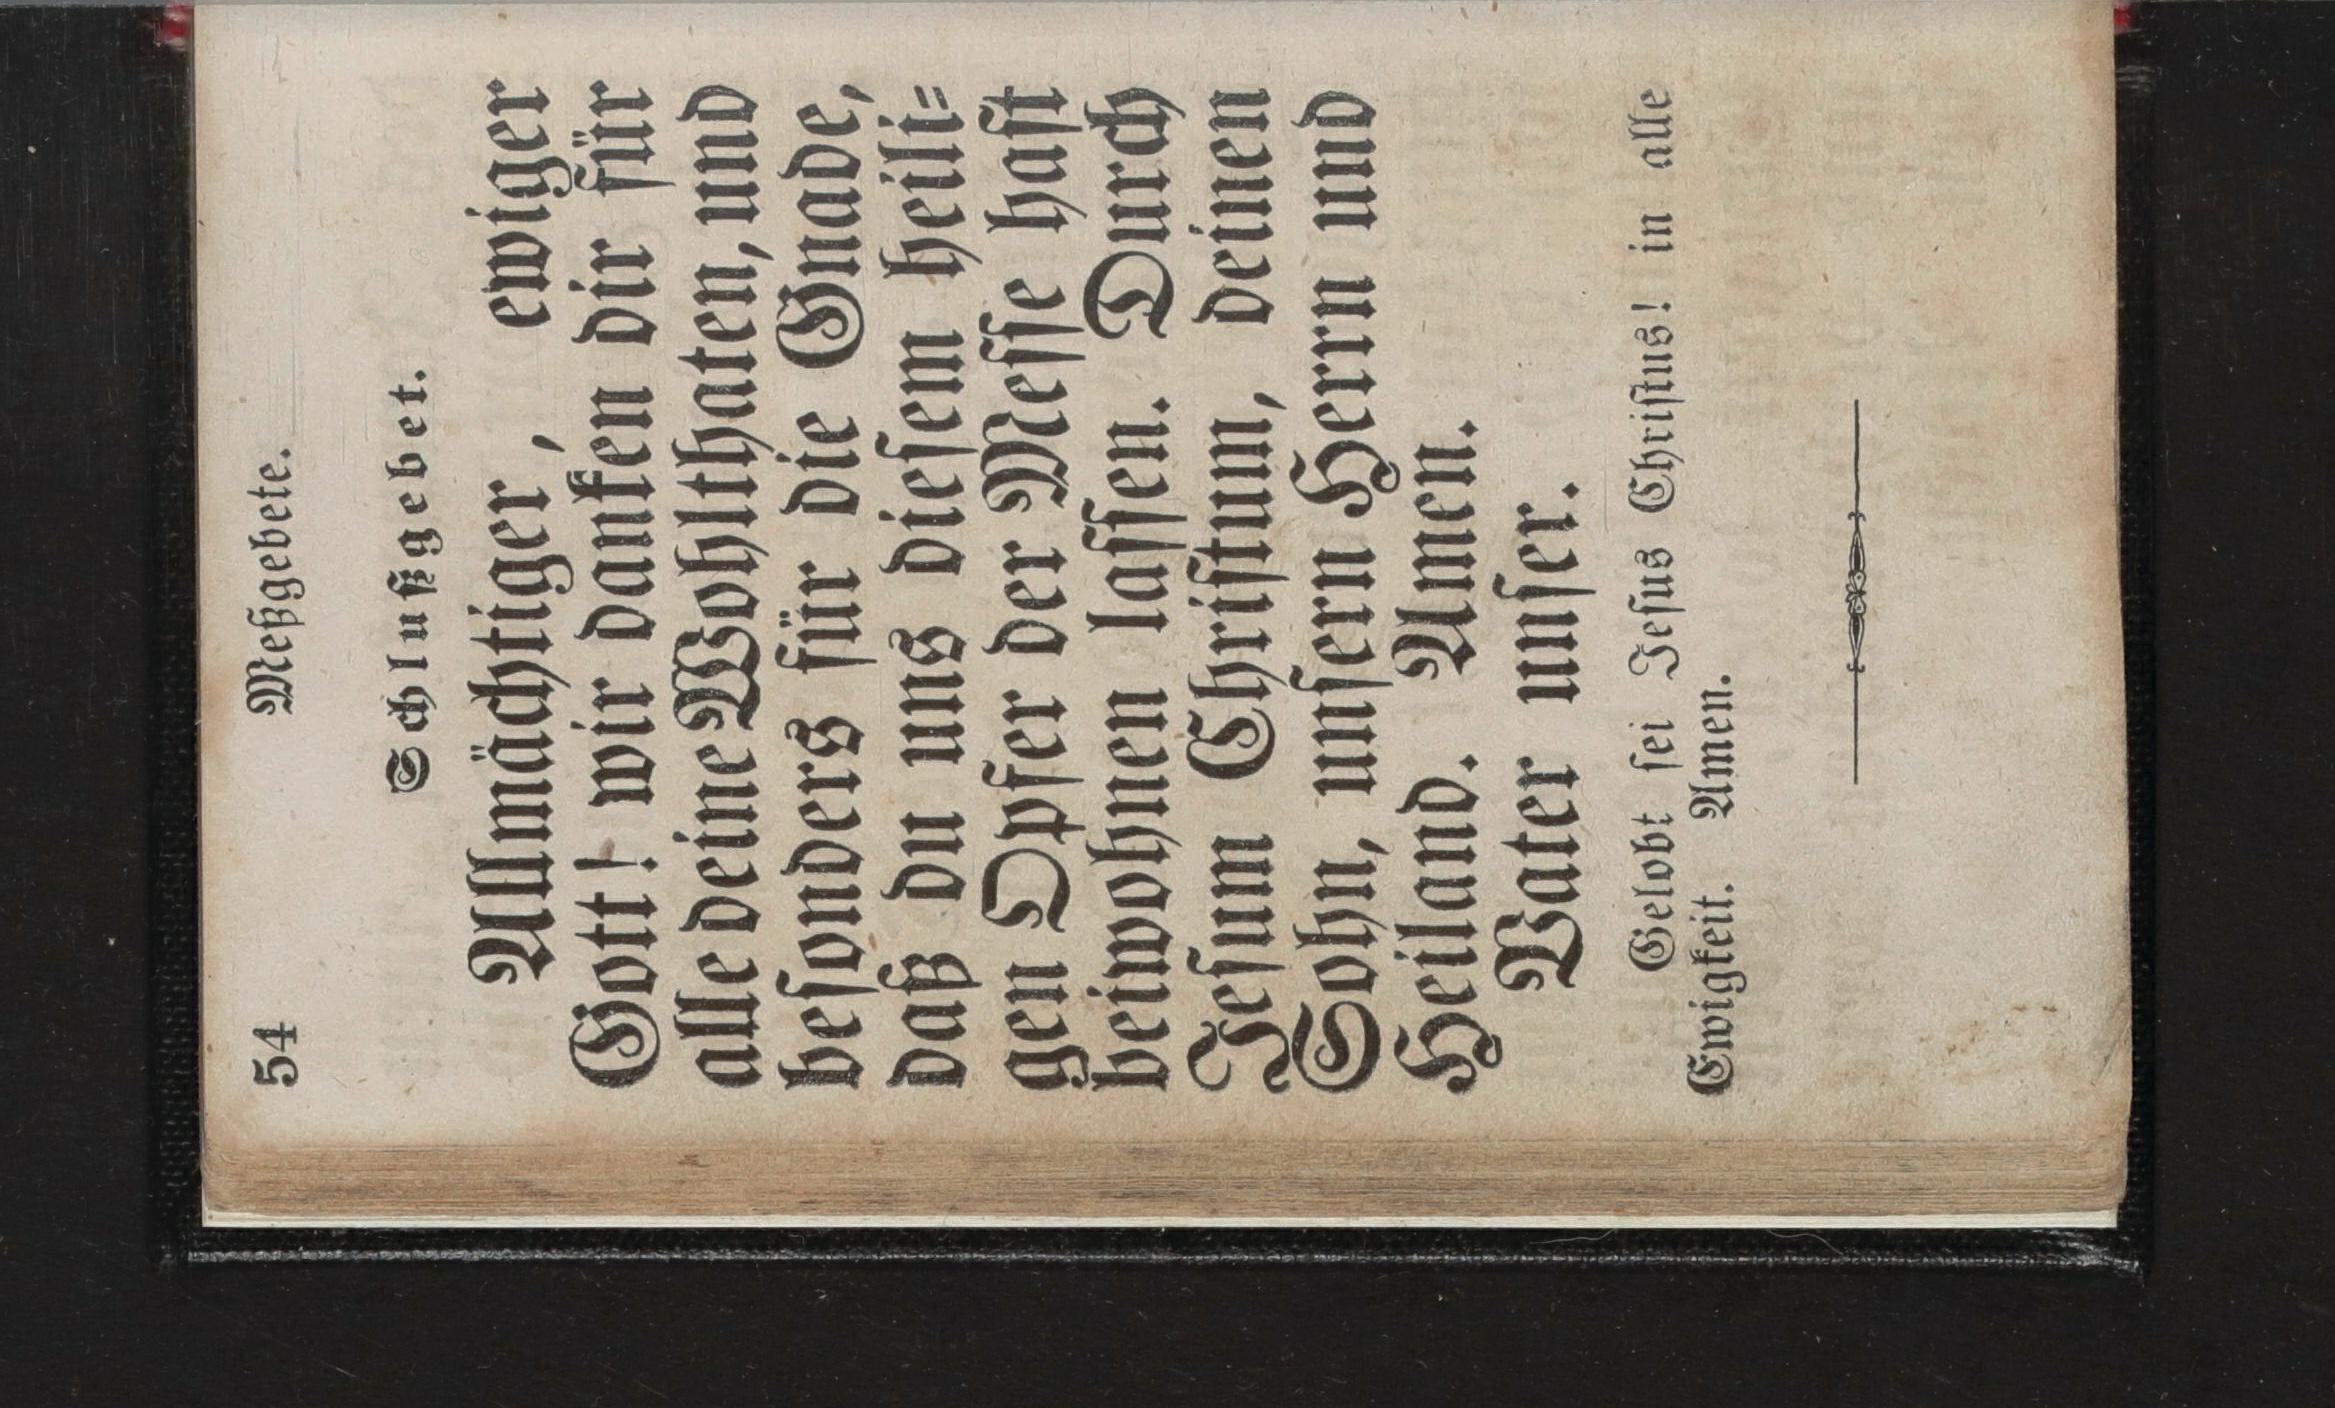 54 Meßgebete.
Schlußgebet.
Allmächtiger, ewiger
Gott! wir danken dir für
alle deine Wohlthaten, und
besonders für die Gnade,
daß du uns diesem heili=
gen Opfer der Messe hast
beiwohnen lassen. Durch
Jesum Christum, deinen
Sohn, unsern Herrn und
Heiland. Amen.
Vater unser.
Gelobt sei Jesus Christus! in alle
Ewigkeit. Amen.